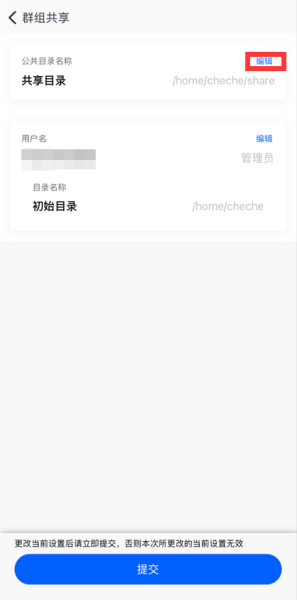 群组共享
公共目录名称 编辑
共享目录 /home/cheche/share
用户名 编辑
管理员
目录名称
初始目录 /home/cheche
更改当前设置后请立即提交，否则本次所更改的当前设置无效
提交